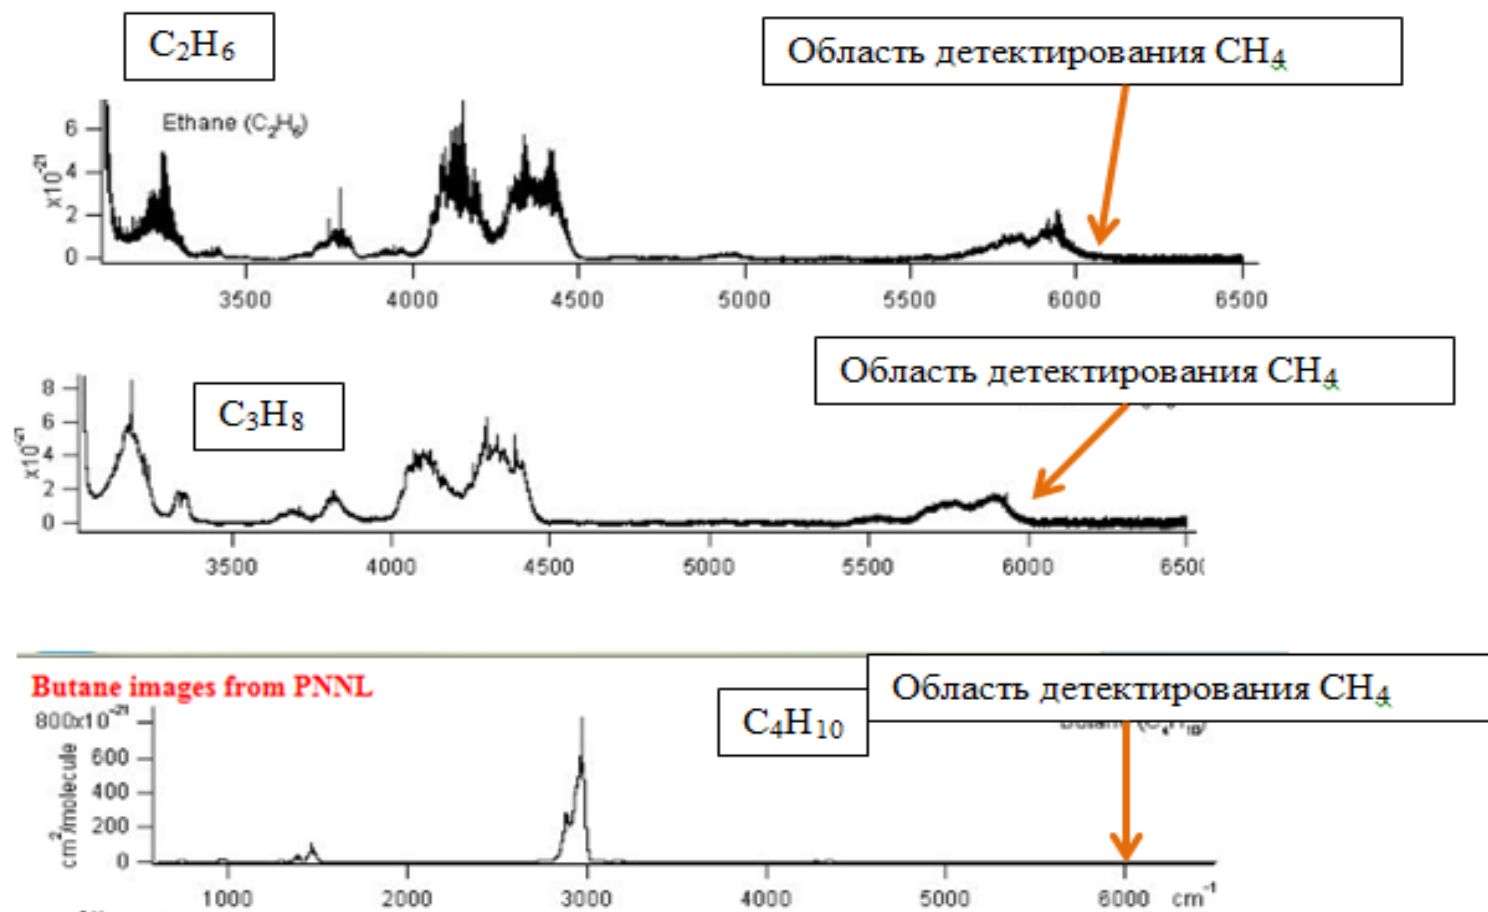 C₂H₆
Область детектирования CH₄
Ethane (C₂H₆)
6
4
2
0
x10⁻²¹
3500 4000 4500 5000 5500 6000 6500
Область детектирования CH₄
C₃H₈
8
6
4
2
0
x10⁻²¹
3500 4000 4500 5000 5500 6000
Butane images from PNNL
Область детектирования CH₄
C₄H₁₀
800x10⁻²¹
600
400
200
0
cm²/molecule
1000 2000 3000 4000 5000 6000 cm⁻¹